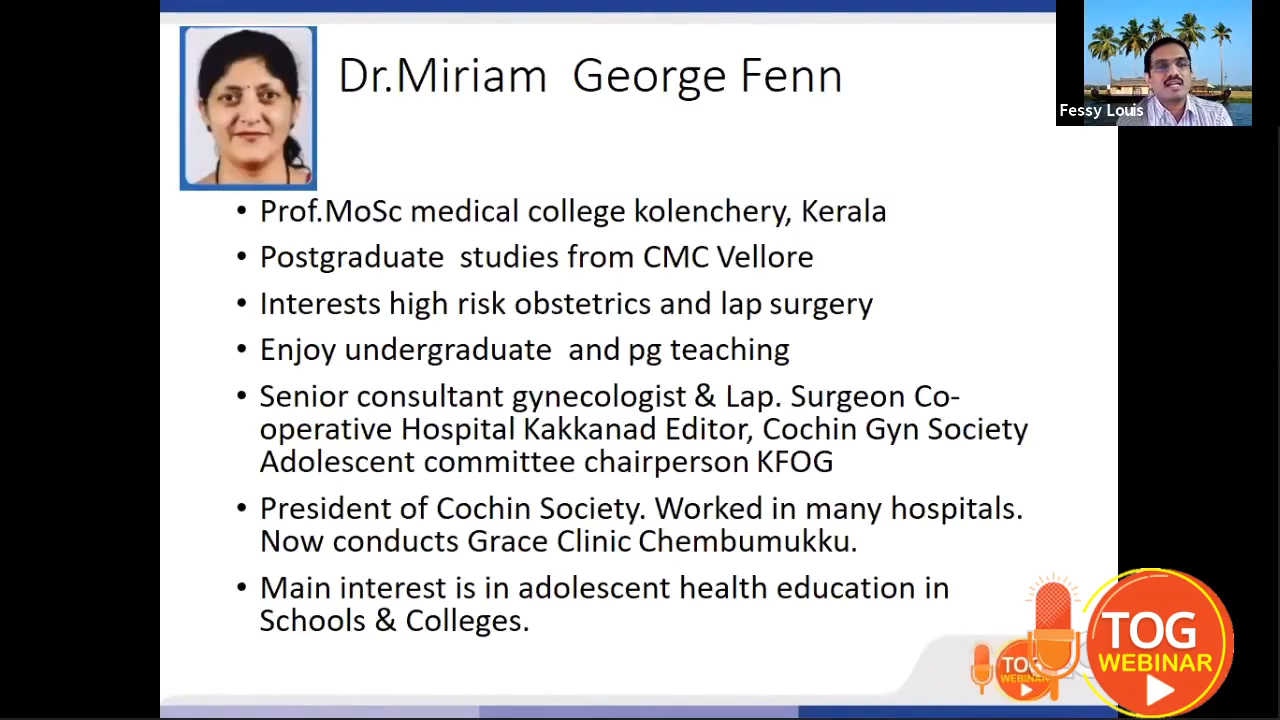 Dr.Miriam George Fenn
Fessy Louis
• Prof.MoSc medical college kolenchery, Kerala
• Postgraduate studies from CMC Vellore
• Interests high risk obstetrics and lap surgery
• Enjoy undergraduate and pg teaching
• Senior consultant gynecologist & Lap. Surgeon Co-
operative Hospital Kakkanad Editor, Cochin Gyn Society
Adolescent committee chairperson KFOG
• President of Cochin Society. Worked in many hospitals.
Now conducts Grace Clinic Chembumukku.
• Main interest is in adolescent health education in
Schools & Colleges.
TOG
WEBINAR
TOG
WEBINAR